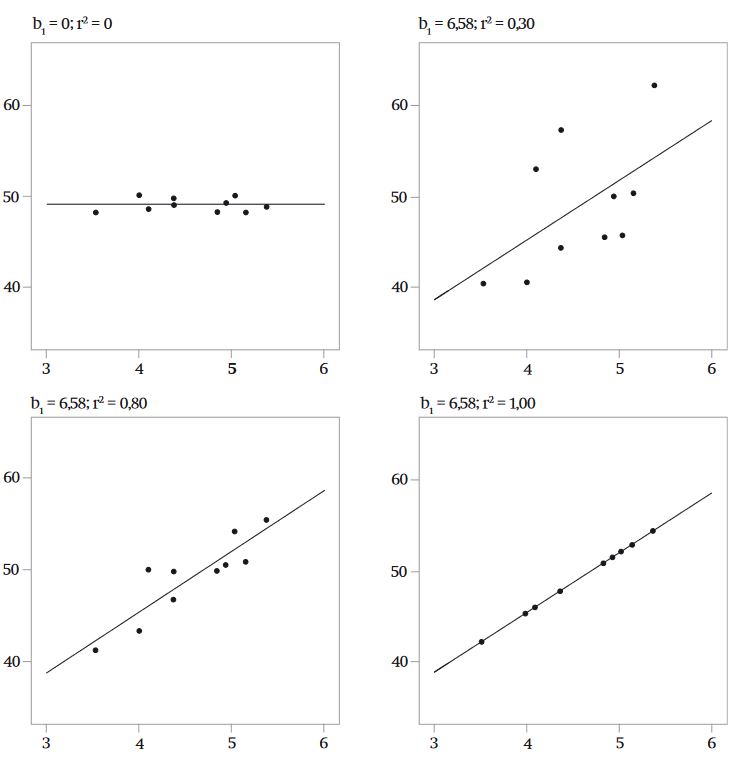 b₁ = 0; r² = 0
60
50
40
3 4 5 6
b₁ = 6,58; r² = 0,30
60
50
40
3 4 5 6
b₁ = 6,58; r² = 0,80
60
50
40
3 4 5 6
b₁ = 6,58; r² = 1,00
60
50
40
3 4 5 6